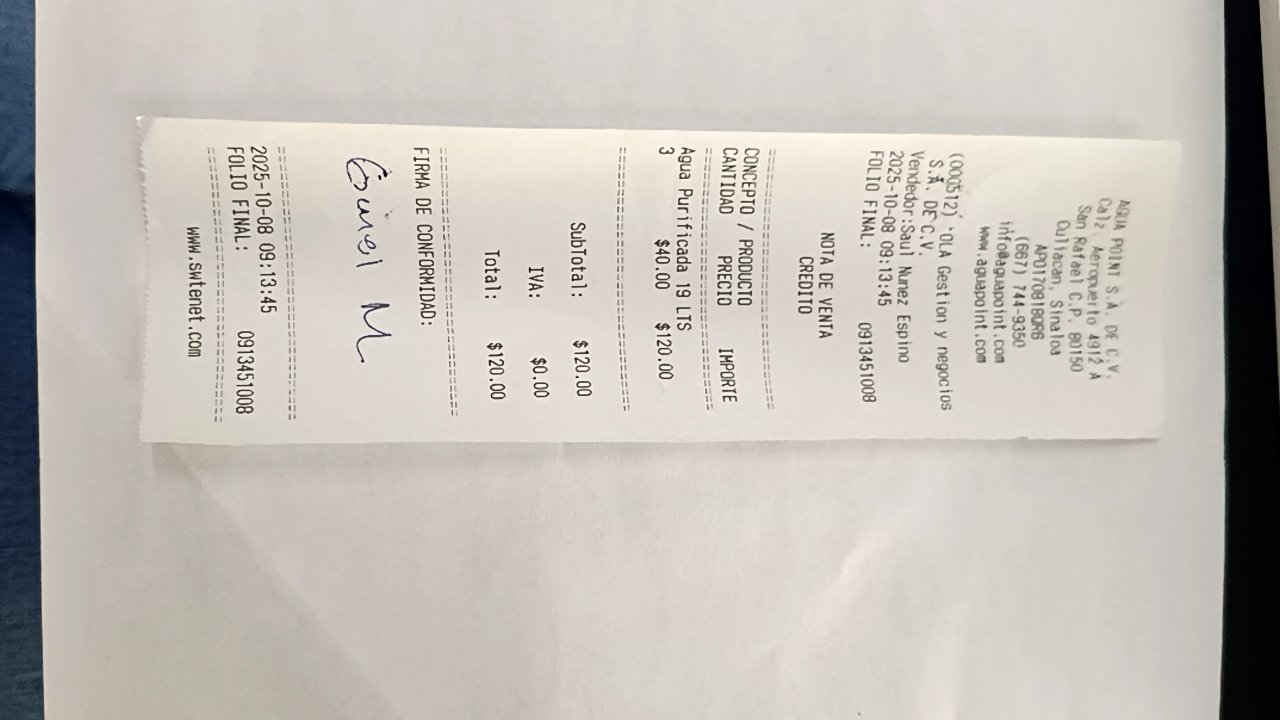 AGUA POINT S.A. DE C.V.
Calz. Aeropuerto 4912 A
San Rafael C.P. 80150
Culiacan, Sinaloa
APO170818QR6
(667) 744-9350
info@aguapoint.com
www.aguapoint.com
(000512) 'OLA Gestion y negocios
S.A. DE C.V.
Vendedor:Saul Nunez Espino
2025-10-08 09:13:45
FOLIO FINAL: 0913451008
NOTA DE VENTA
CREDITO
CONCEPTO / PRODUCTO
CANTIDAD PRECIO IMPORTE
Agua Purificada 19 LTS
3 $40.00 $120.00
SubTotal: $120.00
IVA: $0.00
Total: $120.00
FIRMA DE CONFORMIDAD:
M
2025-10-08 09:13:45
FOLIO FINAL: 0913451008
www.swtenet.com